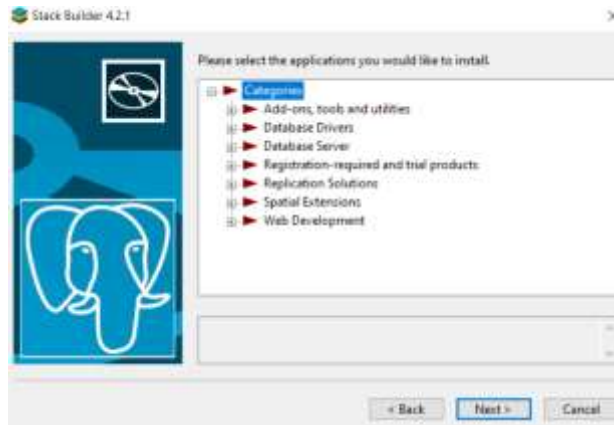 Stack Builder 4.2.1
Please select the applications you would like to install.
Categories
Add-ons, tools and utilities
Database Drivers
Database Server
Registration-required and trial products
Replication Solutions
Spatial Extensions
Web Development
< Back
Next >
Cancel